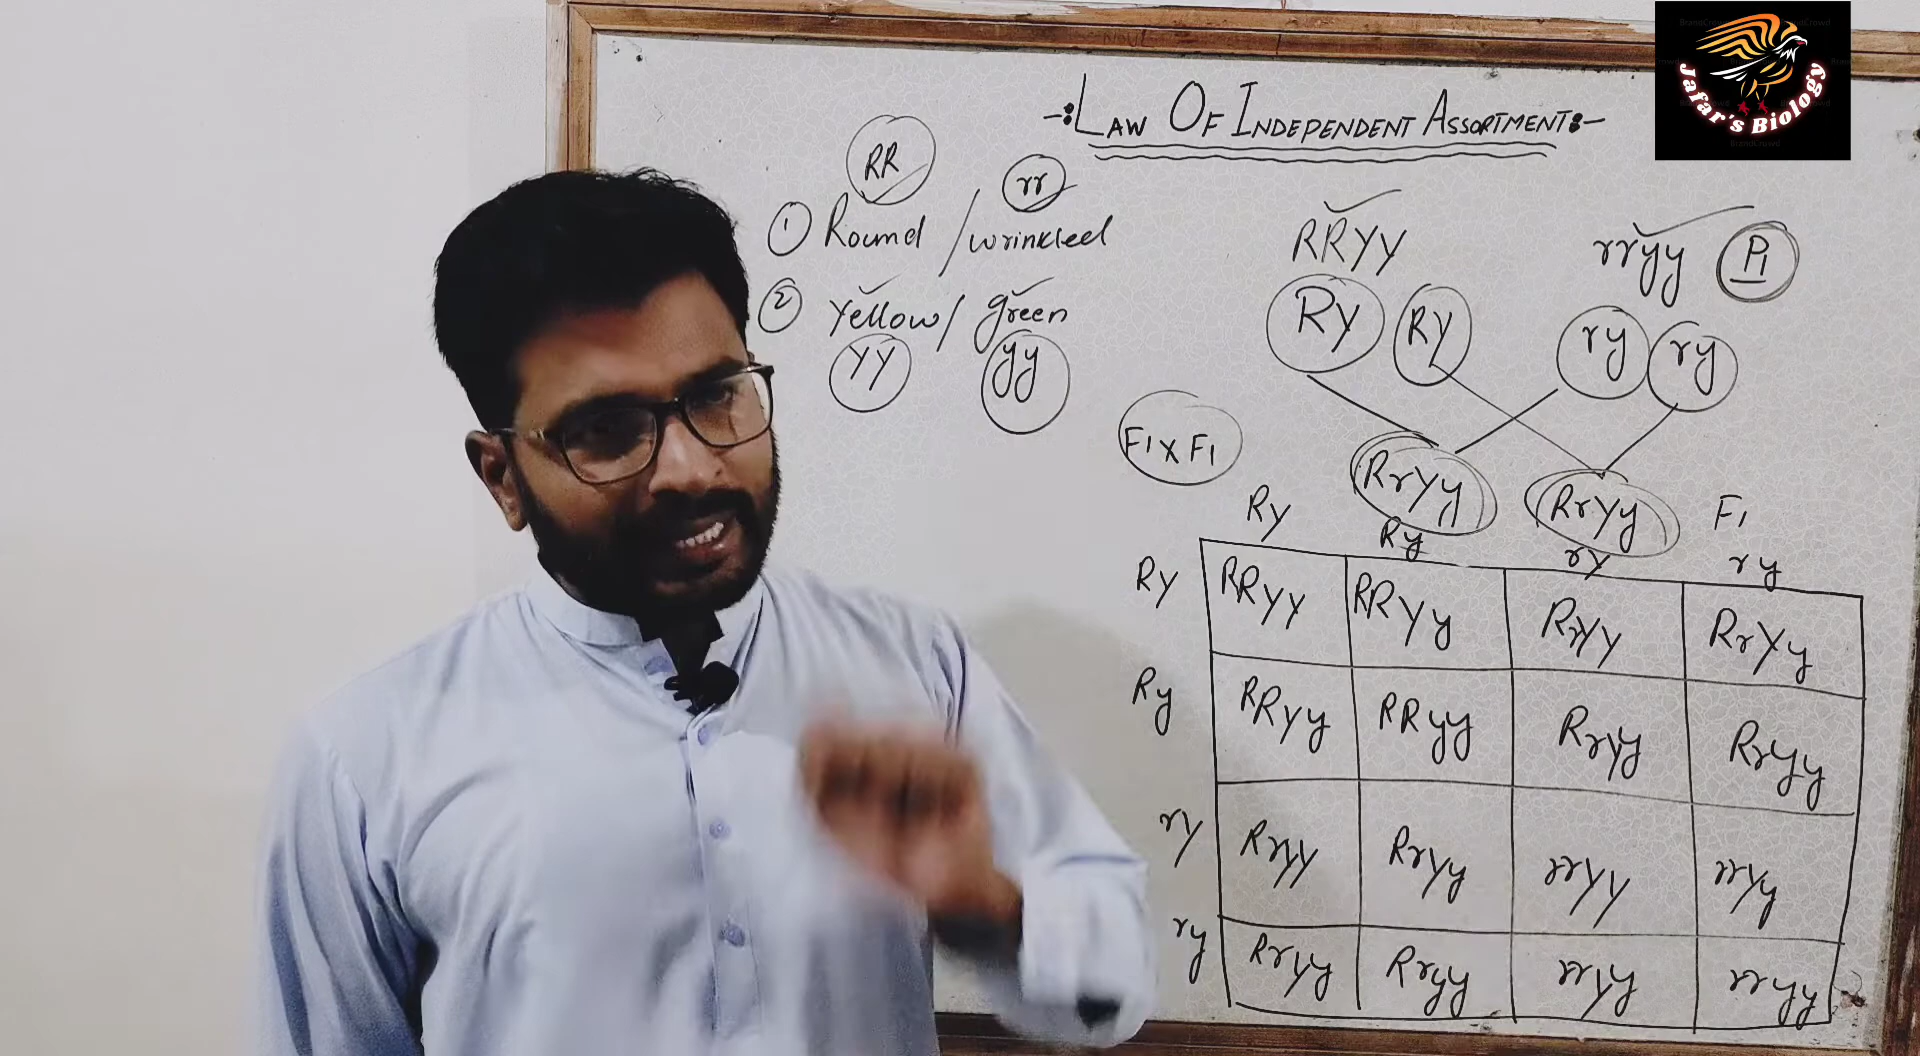 -:LAW OF INDEPENDENT ASSORTMENT:-
Jafar's Biology
RR rr
① Round / wrinkled
② Yellow / green
YY yy
RRYY rryy P1
RY RY ry ry
F1 x F1
RrYy RrYy F1
RY Ry rY ry
RY RRYY RRYy RrYY RrYy
Ry RRYy RRyy RrYy Rryy
rY RrYY RrYy rrYY rrYy
ry RrYy Rryy rrYy rryy